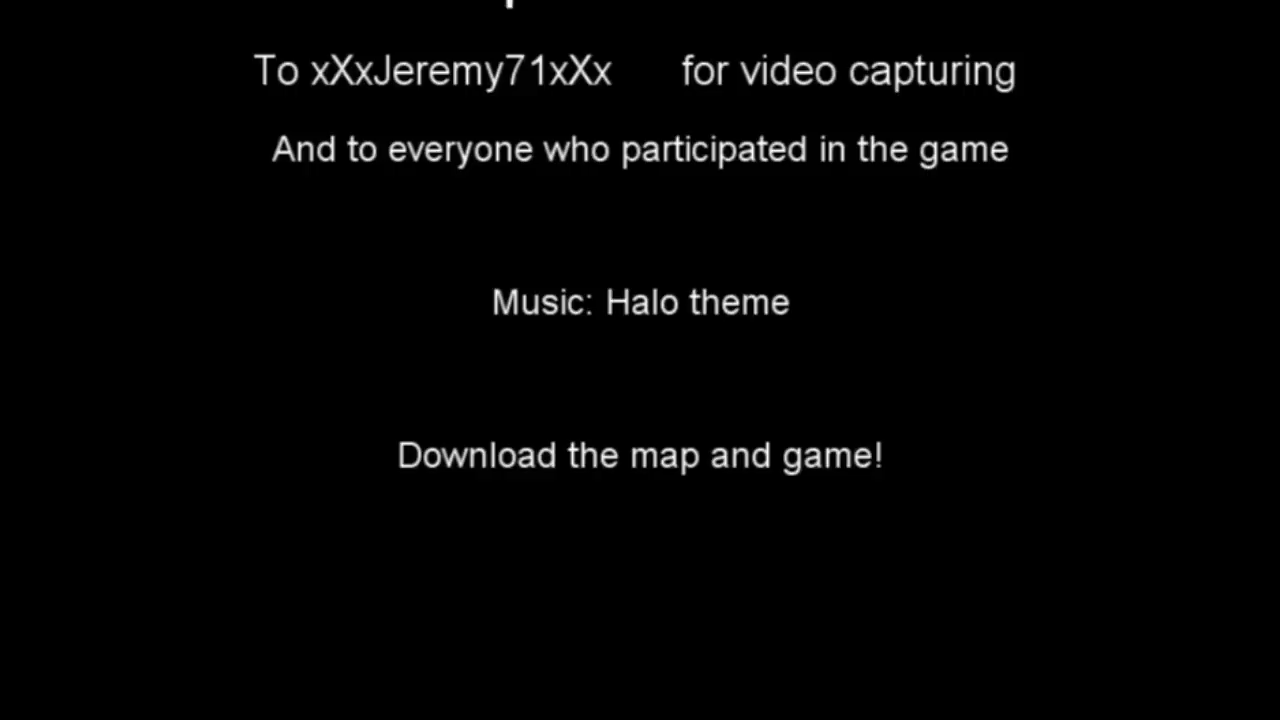 To xXxJeremy71xXx for video capturing
And to everyone who participated in the game
Music: Halo theme
Download the map and game!